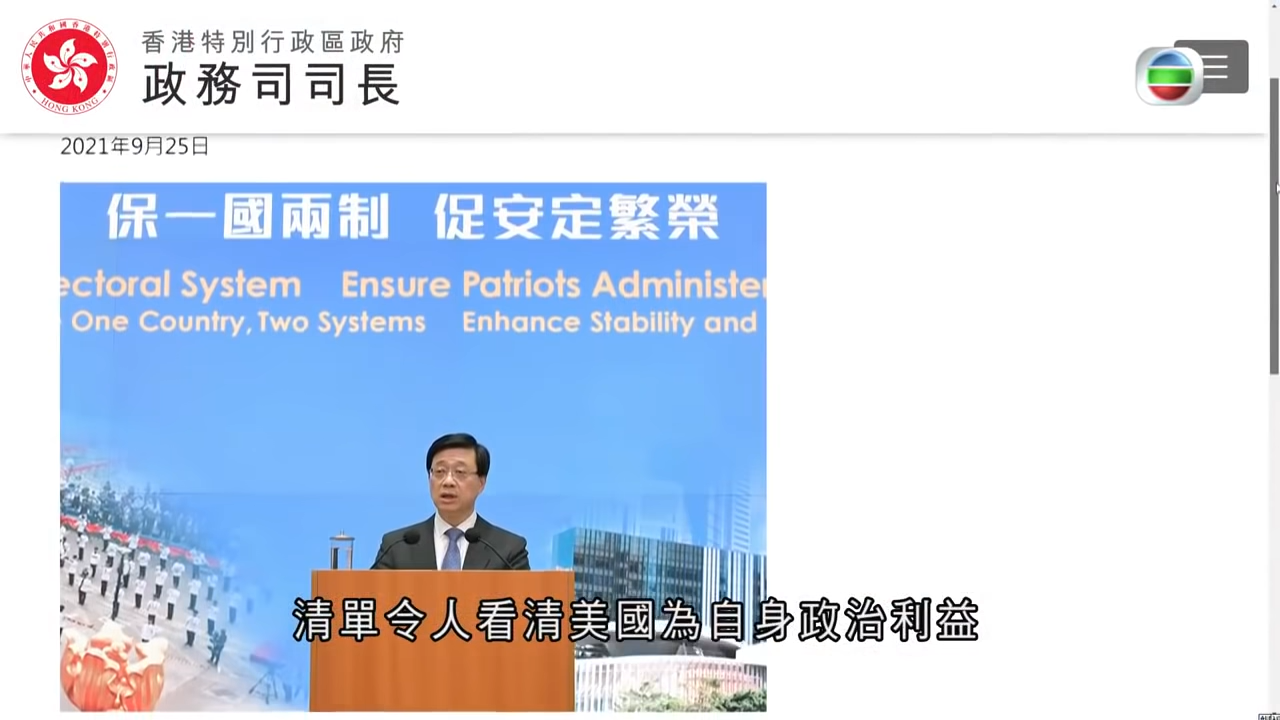 香港特別行政區政府
政務司司長
HONG KONG
2021年9月25日
保一國兩制 促安定繁榮
ectoral System Ensure Patriots Administer
One Country, Two Systems Enhance Stability and
清單令人看清美國為自身政治利益